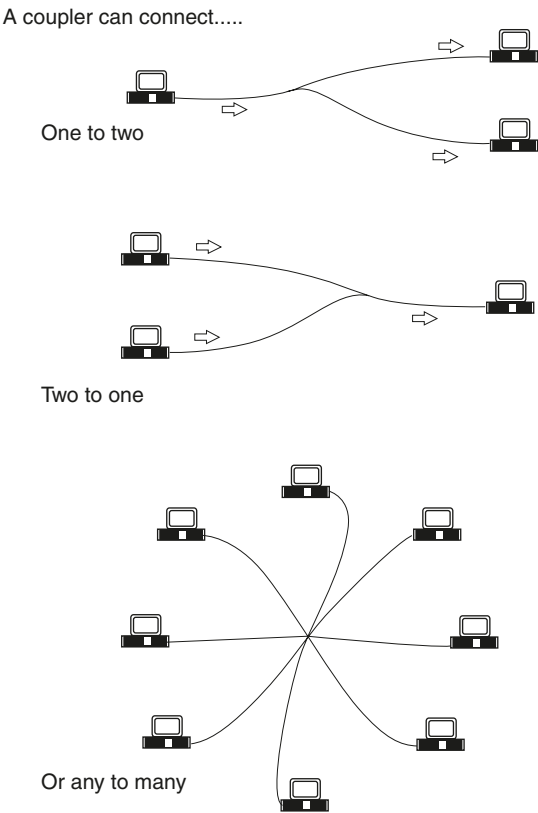 A coupler can connect.....
One to two
Two to one
Or any to many